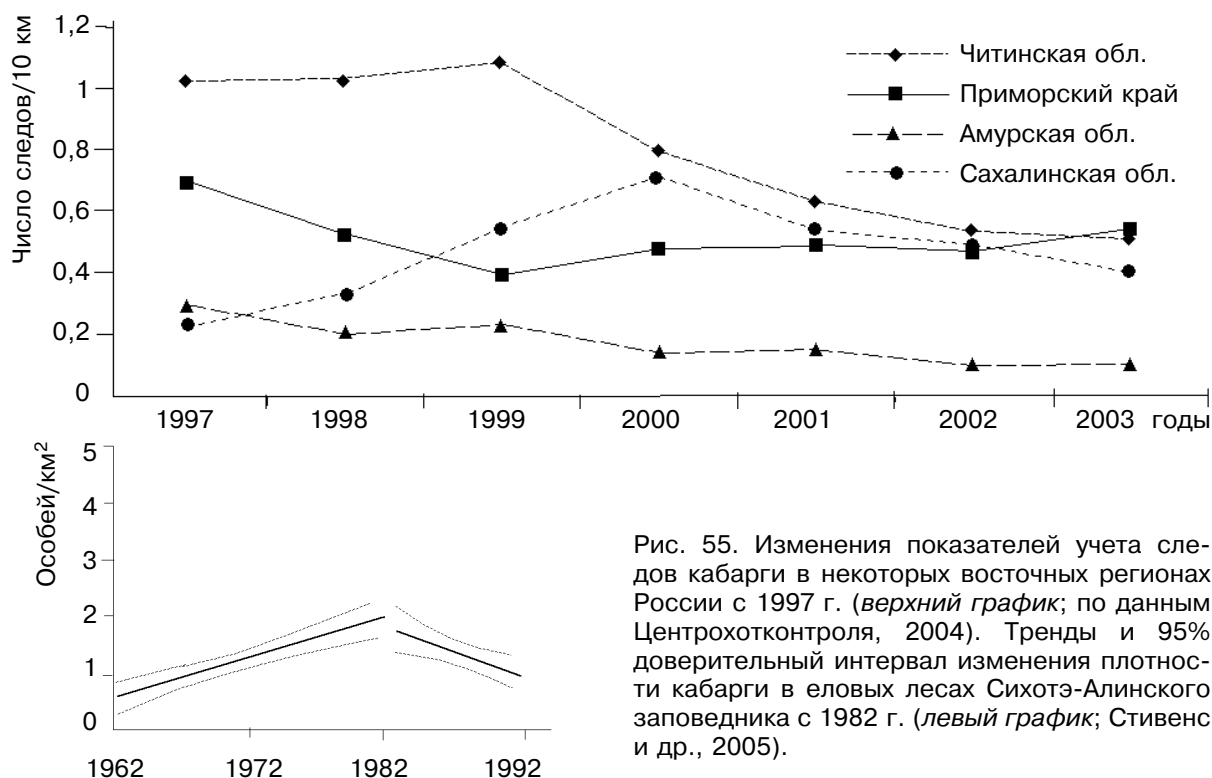 Число следов/10 км
1,2
1
0,8
0,6
0,4
0,2
0
Читинская обл.
Приморский край
Амурская обл.
Сахалинская обл.
1997 1998 1999 2000 2001 2002 2003 годы
Особей/км²
5
4
3
2
1
0
1962 1972 1982 1992
Рис. 55. Изменения показателей учета сле-
дов кабарги в некоторых восточных регионах
России с 1997 г. (верхний график; по данным
Центрохотконтроля, 2004). Тренды и 95%
доверительный интервал изменения плотнос-
ти кабарги в еловых лесах Сихотэ-Алинского
заповедника с 1982 г. (левый график; Стивенс
и др., 2005).